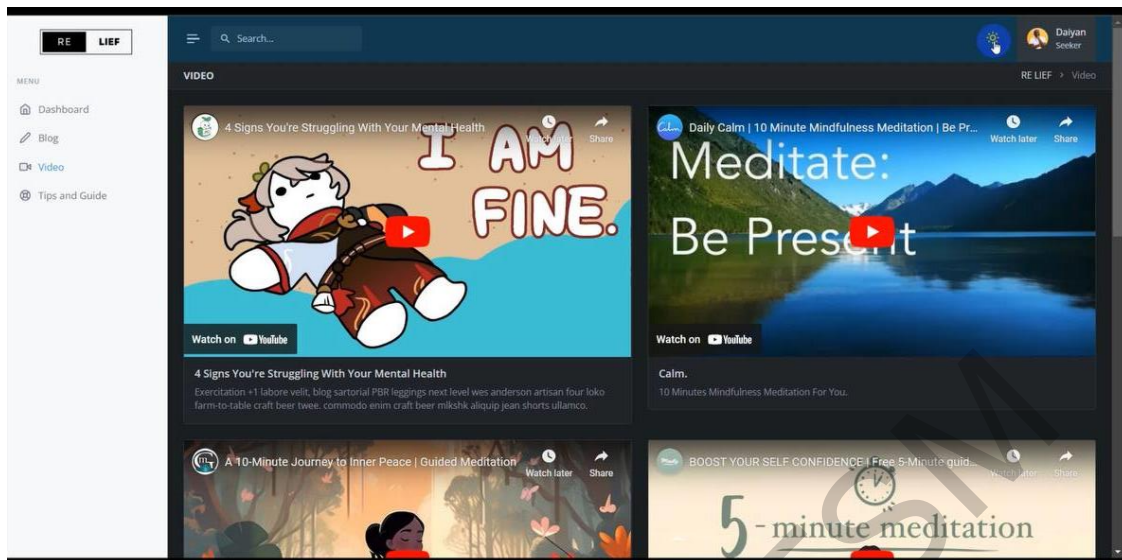 RE LIEF
Search...
Daiyan
Seeker
MENU
VIDEO
RE LIEF > Video
Dashboard
Blog
Video
Tips and Guide
4 Signs You're Struggling With Your Mental Health
Watch later
Share
I AM
FINE.
Watch on YouTube
Calm
Daily Calm | 10 Minute Mindfulness Meditation | Be Pr...
Watch later
Share
Meditate:
Be Present
Watch on YouTube
4 Signs You're Struggling With Your Mental Health
Exercitation +1 labore velit, blog sartorial PBR leggings next level wes anderson artisan four loko
farm-to-table craft beer twee. commodo enim craft beer mlkshk aliquip jean shorts ullamco.
Calm.
10 Minutes Mindfulness Meditation For You.
A 10-Minute Journey to Inner Peace | Guided Meditation
Watch later
Share
BOOST YOUR SELF CONFIDENCE | Free 5-Minute guid...
Watch later
Share
5 - minute meditation